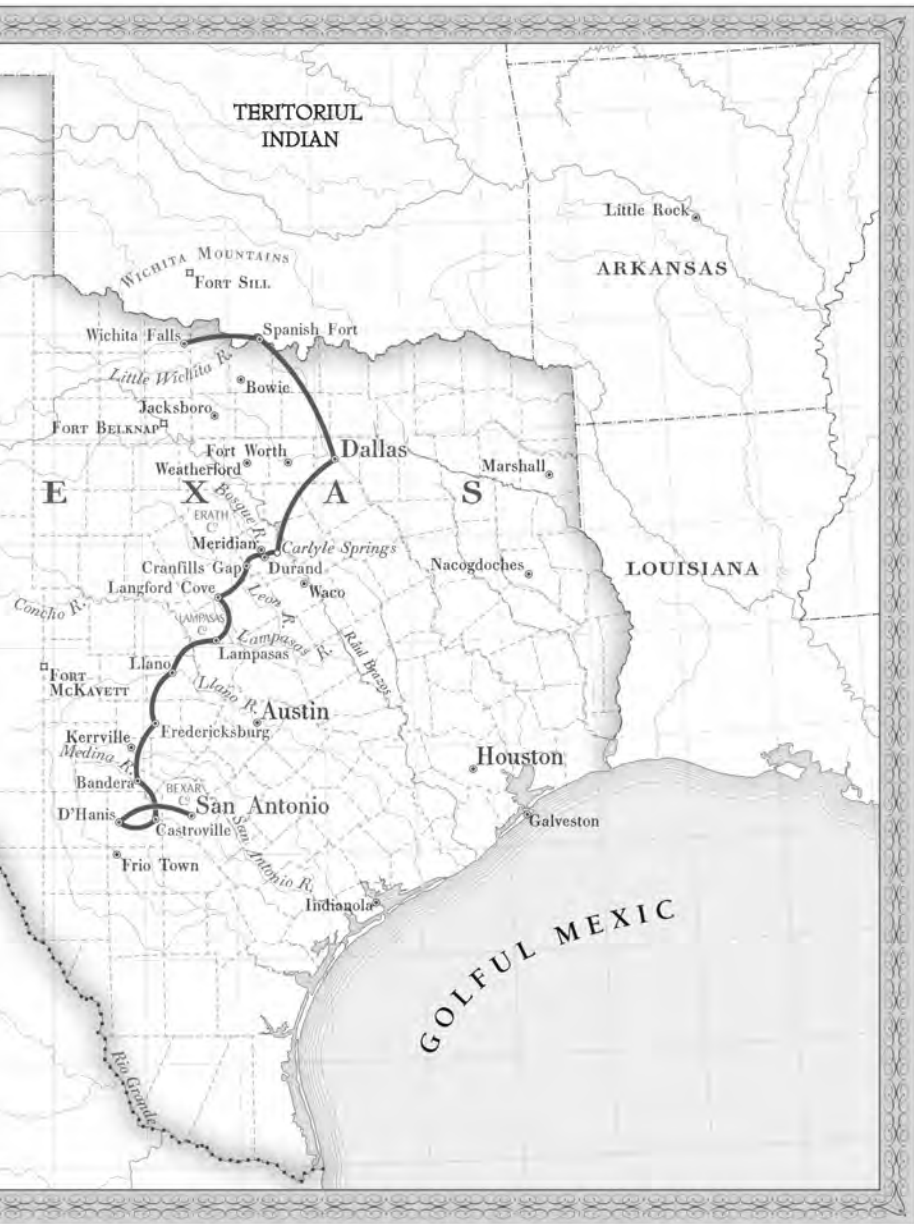 TERITORIUL
INDIAN
Little Rock
ARKANSAS
WICHITA MOUNTAINS
FORT SILL
Wichita Falls
Spanish Fort
Little Wichita R.
Bowie
Jacksboro
FORT BELKNAP
Fort Worth
Weatherford
Dallas
Marshall
E X A S
Bosque R.
ERATH
Co
Meridian
Carlyle Springs
Cranfills Gap
Durand
Nacogdoches
LOUISIANA
Langford Cove
Leon R.
Waco
Concho R.
LAMPASAS
Co
Lampasas R.
Lampasas
Râul Brazos
Llano
FORT
MCKAVETT
Llano R.
Austin
Fredericksburg
Kerrville
Medina R.
Houston
Bandera
BEXAR
Co
San Antonio
D'Hanis
Castroville
Galveston
San Antonio R.
Frio Town
Indianola
GOLFUL MEXIC
Rio Grande